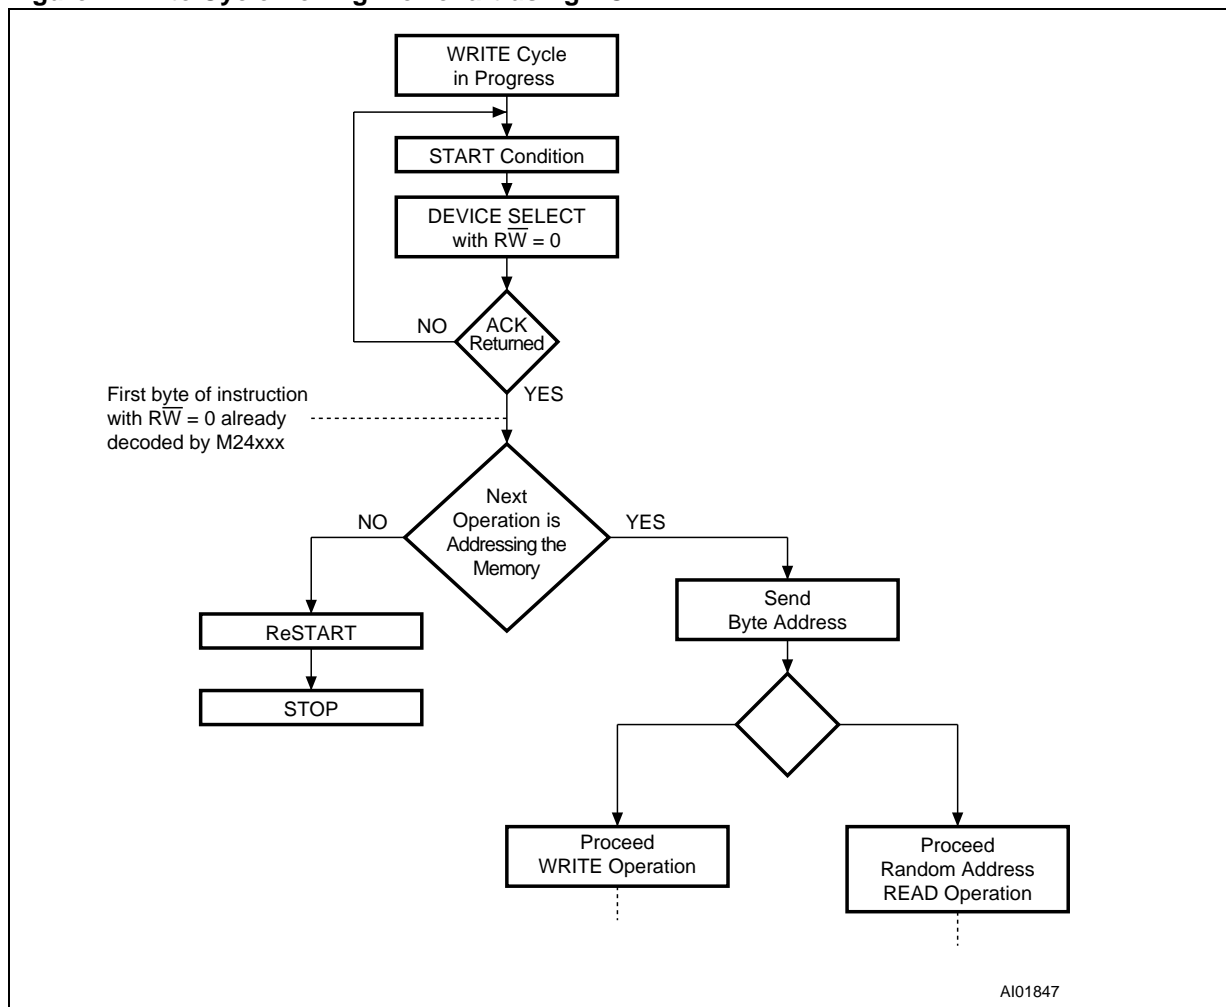 WRITE Cycle
in Progress
START Condition
DEVICE SELECT
with RW̅ = 0
NO
ACK
Returned
YES
First byte of instruction
with RW̅ = 0 already
decoded by M24xxx
Next
Operation is
Addressing the
Memory
NO
YES
Send
Byte Address
ReSTART
STOP
Proceed
WRITE Operation
Proceed
Random Address
READ Operation
AI01847